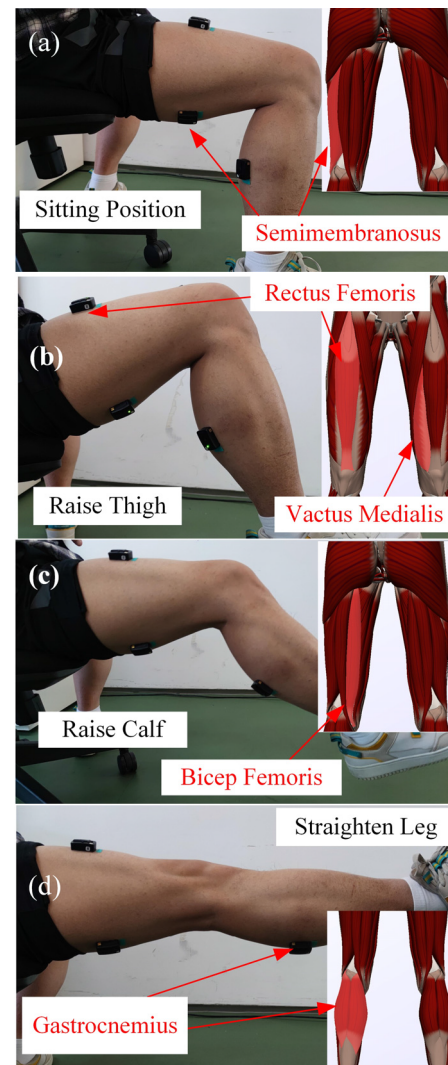 (a)
Sitting Position
Semimembranosus
Rectus Femoris
(b)
Raise Thigh
Vactus Medialis
(c)
Raise Calf
Bicep Femoris
Straighten Leg
(d)
Gastrocnemius